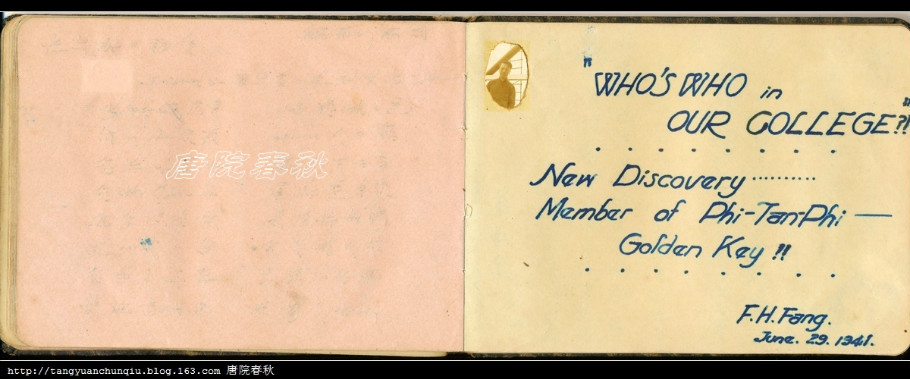 唐院春秋
"WHO'S WHO in
OUR COLLEGE"!!
New Discovery ..........
Member of Phi-Tan-Phi —
Golden Key !!
F.H.Fang.
June. 29. 1941.
http://tangyuanchunqiu.blog.163.com 唐院春秋